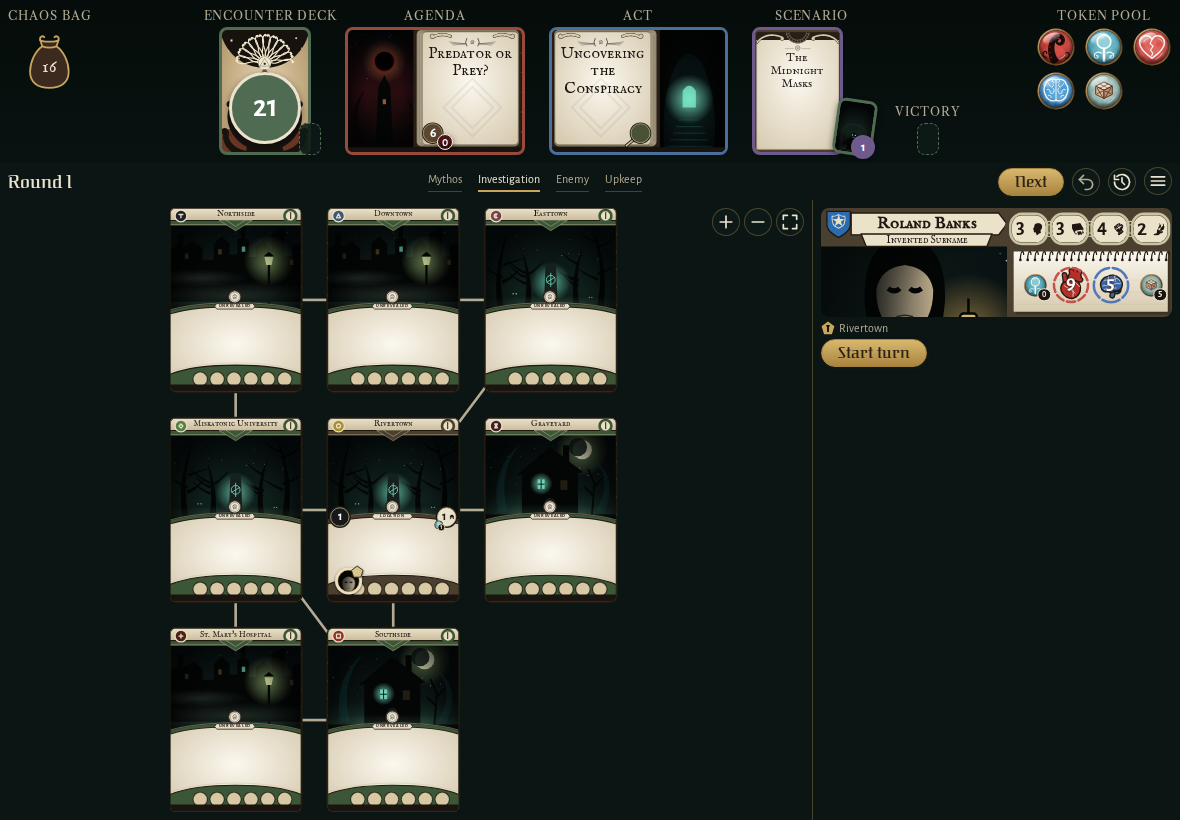 CHAOS BAG
ENCOUNTER DECK
AGENDA
ACT
SCENARIO
TOKEN POOL
16
21
Predator or
Prey?
6
0
Uncovering
the
Conspiracy
The
Midnight
Masks
1
VICTORY
Round 1
Mythos
Investigation
Enemy
Upkeep
Next
Northside
Downtown
Easttown
Roland Banks
Invented Surname
3
3
4
2
0
9
5
5
Rivertown
Start turn
Miskatonic University
Rivertown
Graveyard
1
1
1
St. Mary's Hospital
Southside